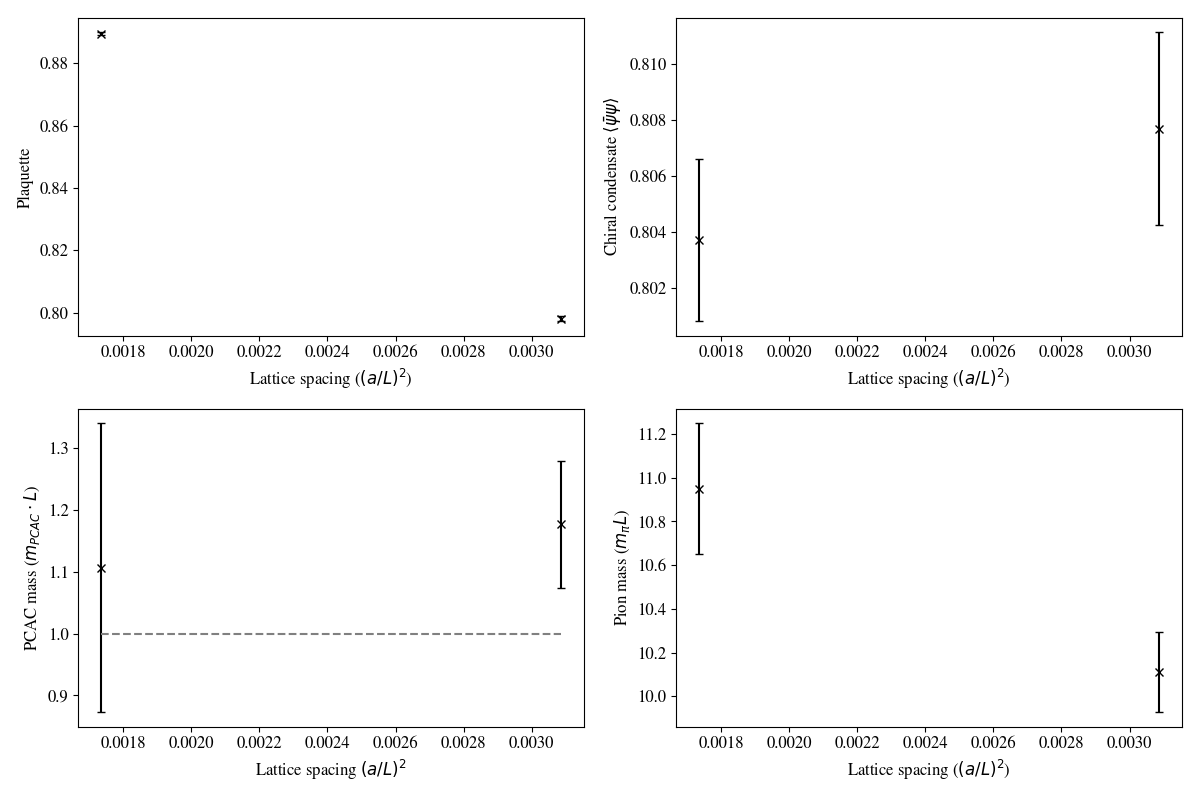 Plaquette
0.88
0.86
0.84
0.82
0.80
0.0018 0.0020 0.0022 0.0024 0.0026 0.0028 0.0030
Lattice spacing ((a/L)²)
Chiral condensate ⟨ψ̄ψ⟩
0.810
0.808
0.806
0.804
0.802
0.0018 0.0020 0.0022 0.0024 0.0026 0.0028 0.0030
Lattice spacing ((a/L)²)
PCAC mass (m_PCAC · L)
1.3
1.2
1.1
1.0
0.9
0.0018 0.0020 0.0022 0.0024 0.0026 0.0028 0.0030
Lattice spacing (a/L)²
Pion mass (m_πL)
11.2
11.0
10.8
10.6
10.4
10.2
10.0
0.0018 0.0020 0.0022 0.0024 0.0026 0.0028 0.0030
Lattice spacing ((a/L)²)